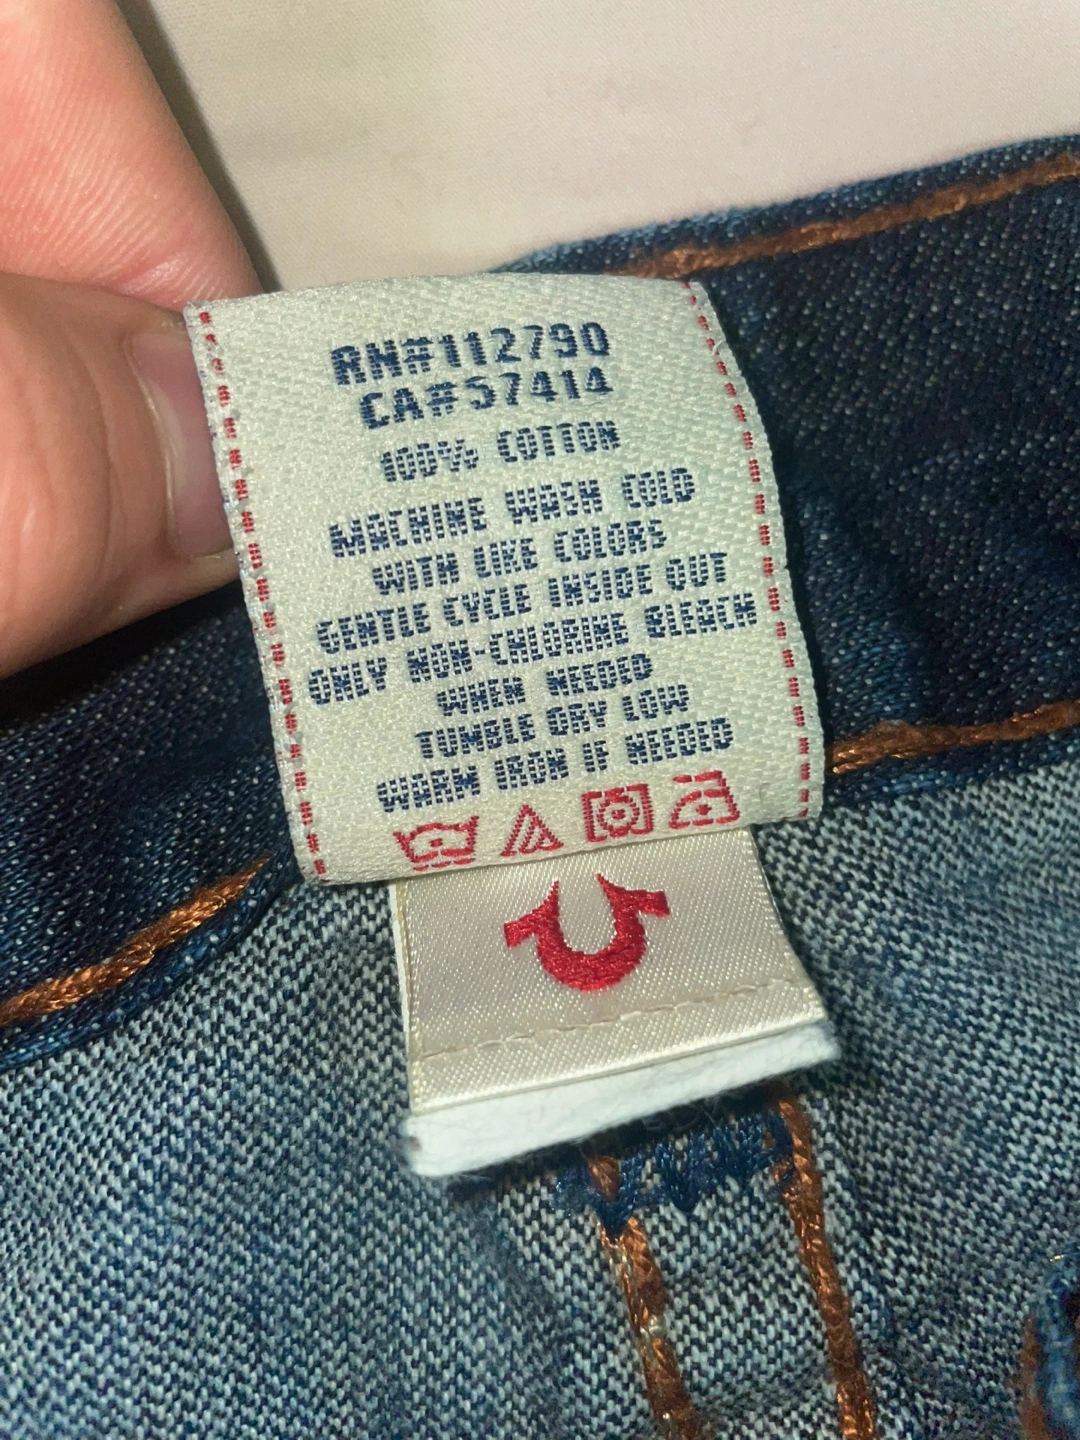 RN#112790
CA#57414
100% COTTON
MACHINE WASH COLD
WITH LIKE COLORS
GENTLE CYCLE INSIDE OUT
ONLY NON-CHLORINE BLEACH
WHEN NEEDED
TUMBLE DRY LOW
WARM IRON IF NEEDED